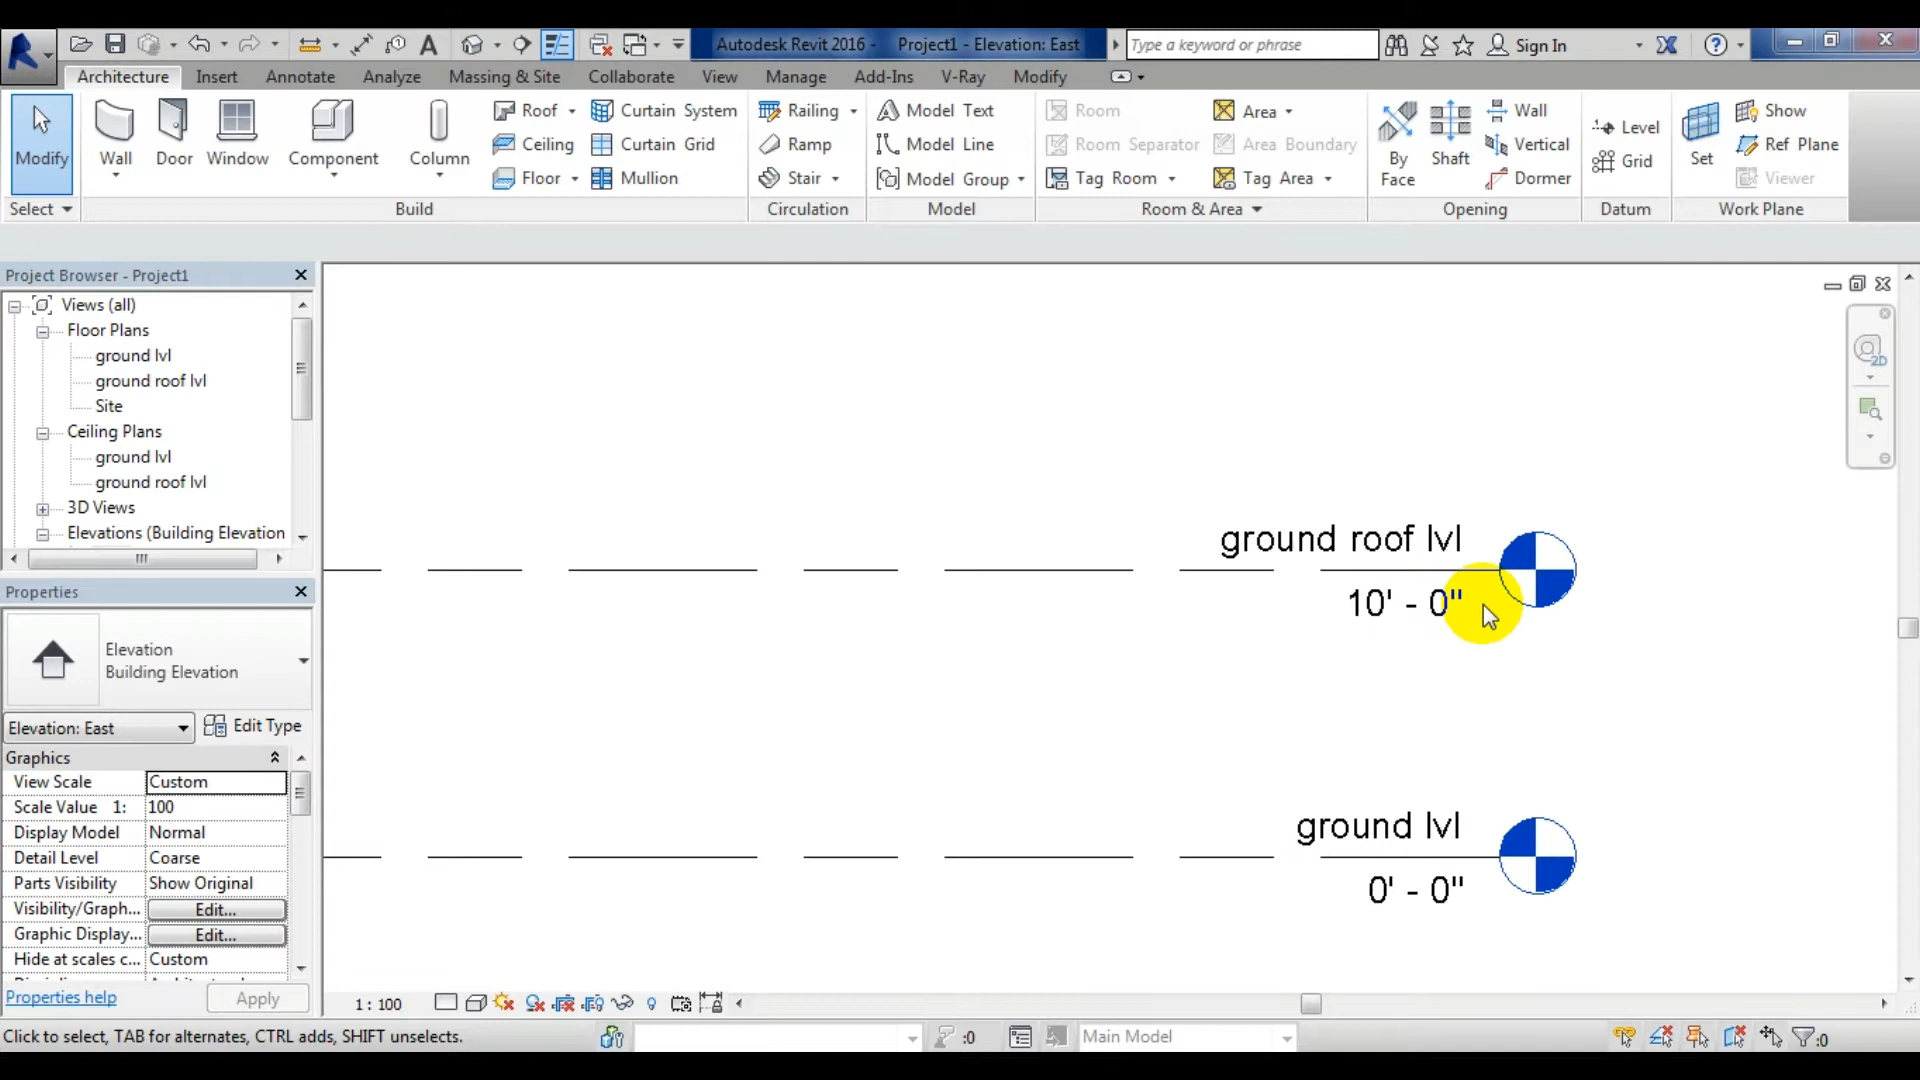 Autodesk Revit 2016 - Project1 - Elevation: East
Type a keyword or phrase
Sign In
Architecture Insert Annotate Analyze Massing & Site Collaborate View Manage Add-Ins V-Ray Modify
Modify
Wall
Door
Window
Component
Column
Roof
Ceiling
Floor
Curtain System
Curtain Grid
Mullion
Railing
Ramp
Stair
Model Text
Model Line
Model Group
Room
Room Separator
Tag Room
Area
Area Boundary
Tag Area
By Face
Shaft
Wall
Vertical
Dormer
Level
Grid
Set
Show
Ref Plane
Viewer
Select
Build
Circulation
Model
Room & Area
Opening
Datum
Work Plane
Project Browser - Project1
Views (all)
Floor Plans
ground lvl
ground roof lvl
Site
Ceiling Plans
ground lvl
ground roof lvl
3D Views
Elevations (Building Elevation
Properties
Elevation
Building Elevation
Elevation: East
Edit Type
Graphics
View Scale Custom
Scale Value 1: 100
Display Model Normal
Detail Level Coarse
Parts Visibility Show Original
Visibility/Graph... Edit...
Graphic Display... Edit...
Hide at scales c... Custom
Properties help
Apply
ground roof lvl
10' - 0"
ground lvl
0' - 0"
2D
1 : 100
Click to select, TAB for alternates, CTRL adds, SHIFT unselects.
:0
Main Model
:0